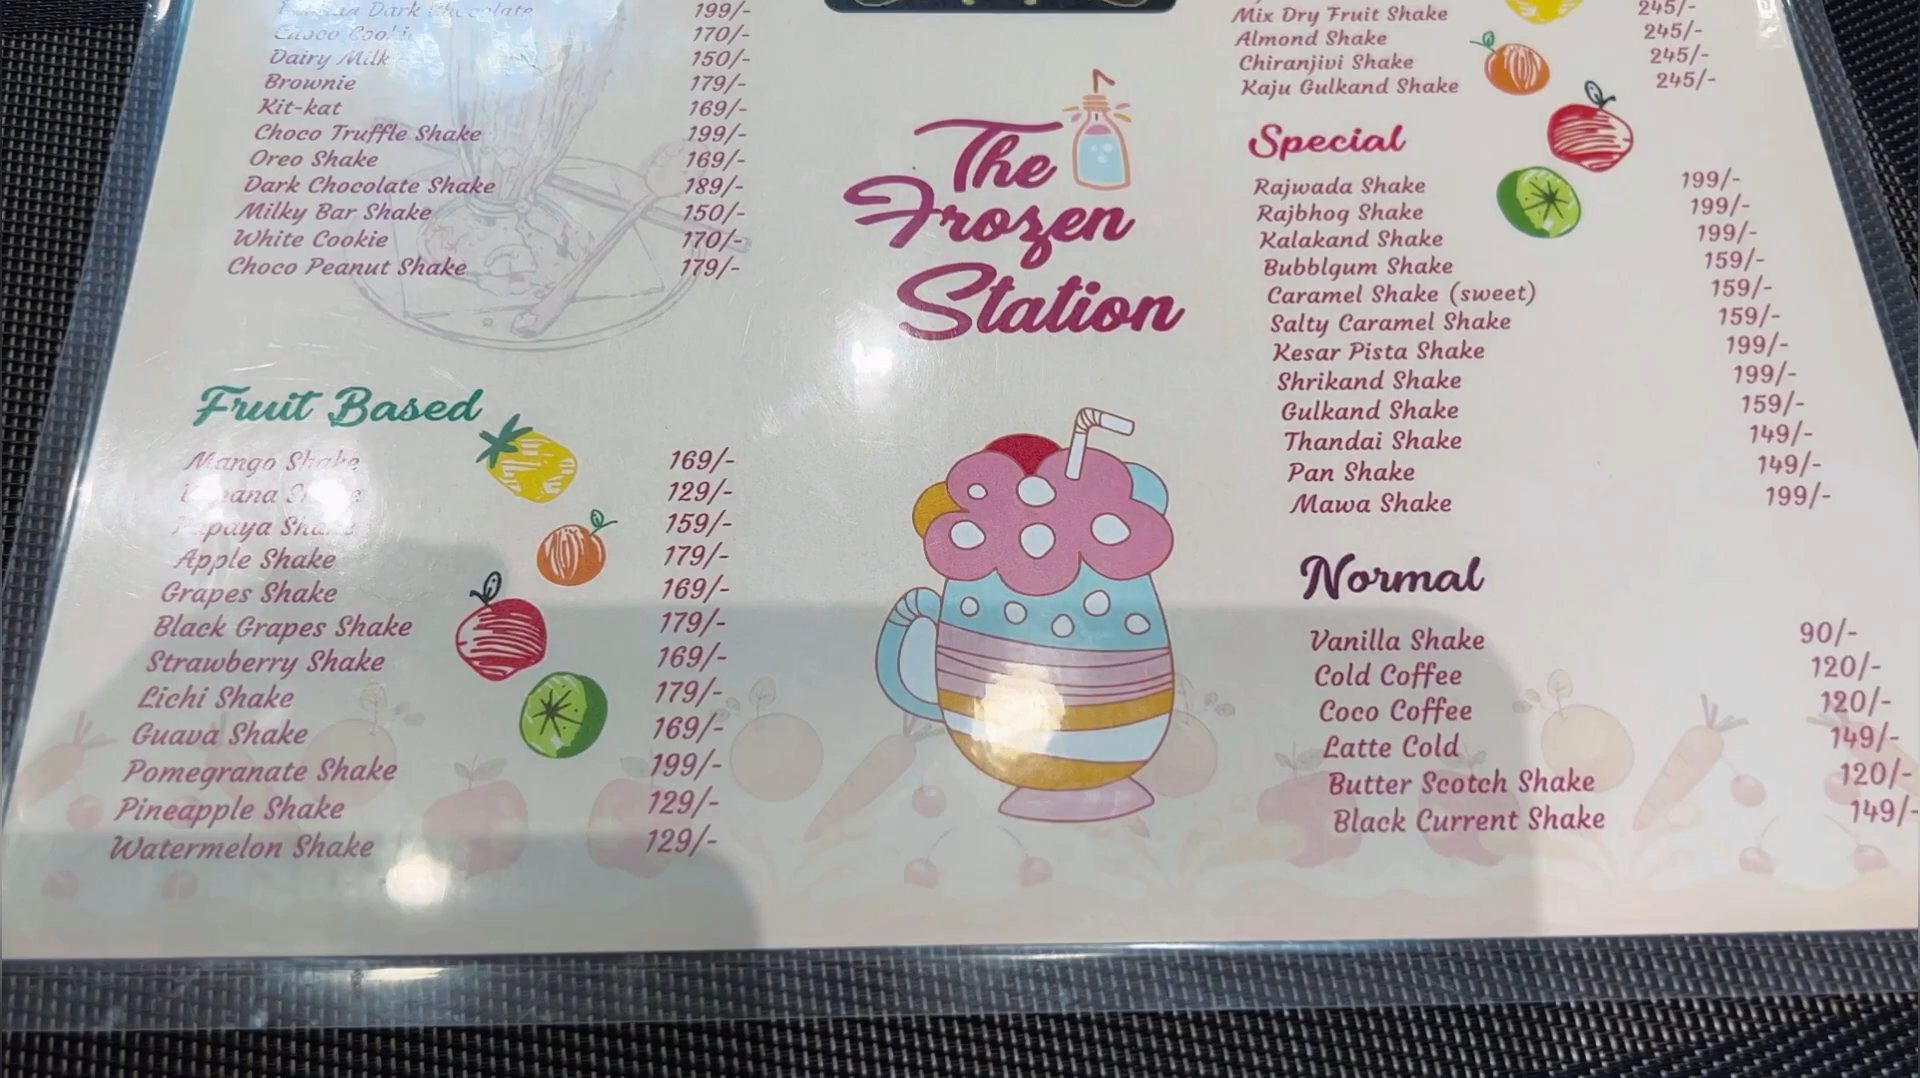 Dark Chocolate 199/-
Choco Cookie 170/-
Dairy Milk 150/-
Brownie 179/-
Kit-kat 169/-
Choco Truffle Shake 199/-
Oreo Shake 169/-
Dark Chocolate Shake 189/-
Milky Bar Shake 150/-
White Cookie 170/-
Choco Peanut Shake 179/-
Fruit Based
Mango Shake 169/-
Banana Shake 129/-
Papaya Shake 159/-
Apple Shake 179/-
Grapes Shake 169/-
Black Grapes Shake 179/-
Strawberry Shake 169/-
Lichi Shake 179/-
Guava Shake 169/-
Pomegranate Shake 199/-
Pineapple Shake 129/-
Watermelon Shake 129/-
The
Frozen
Station
Mix Dry Fruit Shake 245/-
Almond Shake 245/-
Chiranjivi Shake 245/-
Kaju Gulkand Shake 245/-
Special
Rajwada Shake 199/-
Rajbhog Shake 199/-
Kalakand Shake 199/-
Bubblgum Shake 159/-
Caramel Shake (sweet) 159/-
Salty Caramel Shake 159/-
Kesar Pista Shake 199/-
Shrikand Shake 199/-
Gulkand Shake 159/-
Thandai Shake 149/-
Pan Shake 149/-
Mawa Shake 199/-
Normal
Vanilla Shake 90/-
Cold Coffee 120/-
Coco Coffee 120/-
Latte Cold 149/-
Butter Scotch Shake 120/-
Black Current Shake 149/-